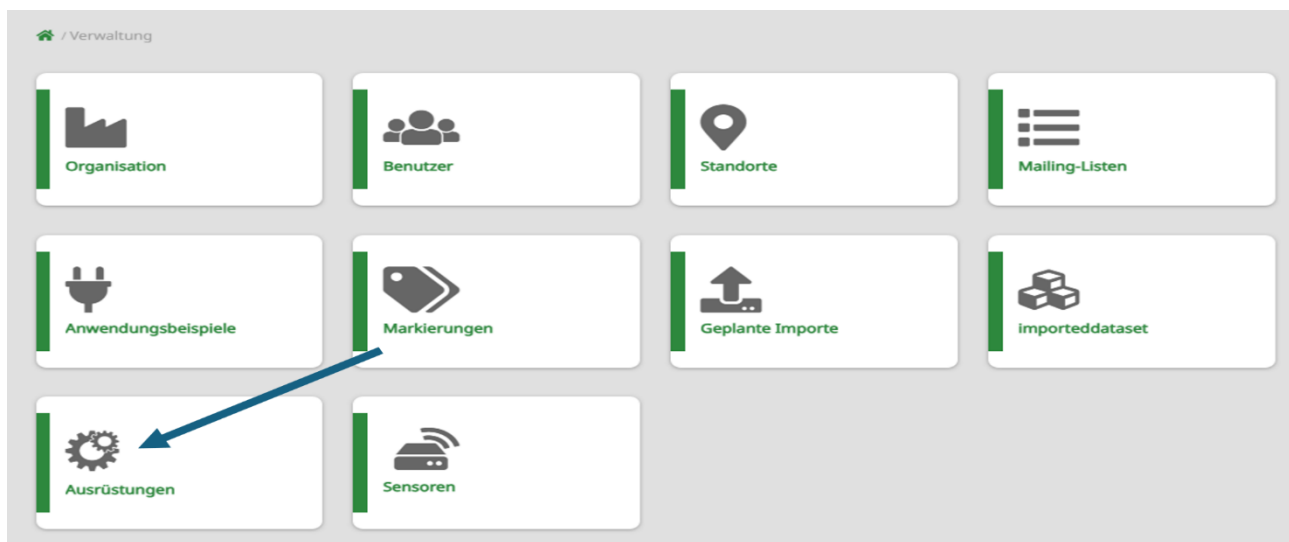 / Verwaltung
Organisation
Benutzer
Standorte
Mailing-Listen
Anwendungsbeispiele
Markierungen
Geplante Importe
importeddataset
Ausrüstungen
Sensoren